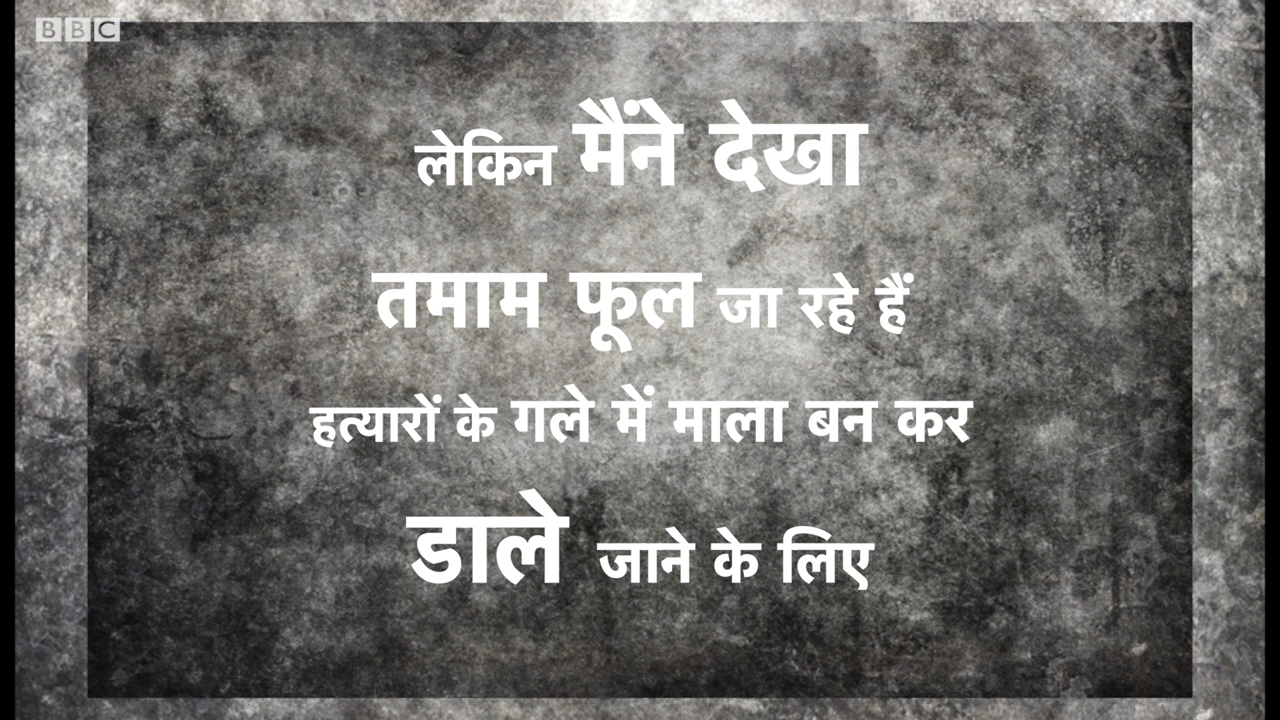 BBC
लेकिन मैंने देखा
तमाम फूल जा रहे हैं
हत्यारों के गले में माला बन कर
डाले जाने के लिए